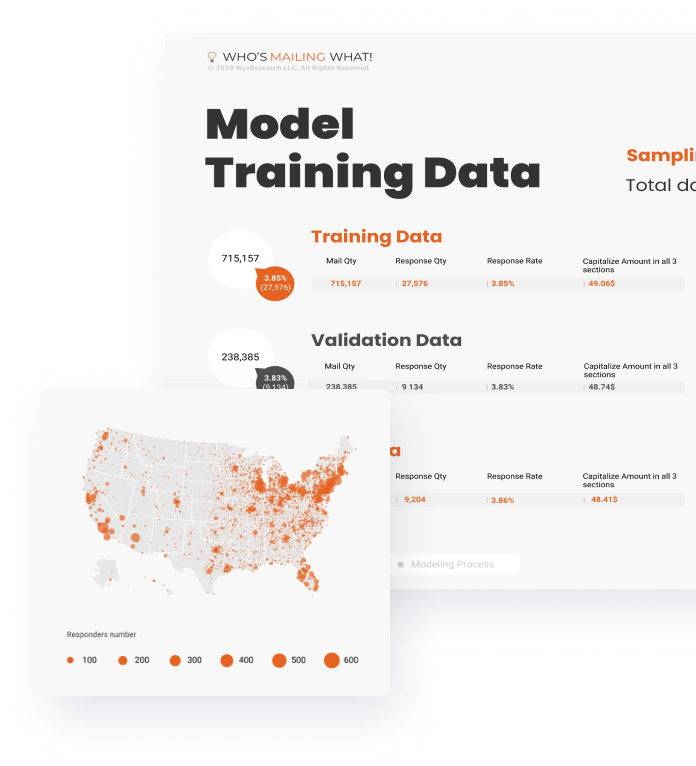 WHO'S MAILING WHAT!
© 2019 WyzResearch LLC. All Rights Reserved.
Model
Training Data
Total
715,157
3.85%
(27,576)
Training Data
Mail Qty Response Qty Response Rate Capitalize Amount in all 3
sections
715,157 27,576 3.85% 49.06$
238,385
3.83%
(9,134)
Validation Data
Mail Qty Response Qty Response Rate Capitalize Amount in all 3
sections
238,385 9 134 3.83% 48.74$
Response Qty Response Rate Capitalize Amount in all 3
sections
9,204 3.86% 48.41$
Modeling Process
Responders number
100 200 300 400 500 600